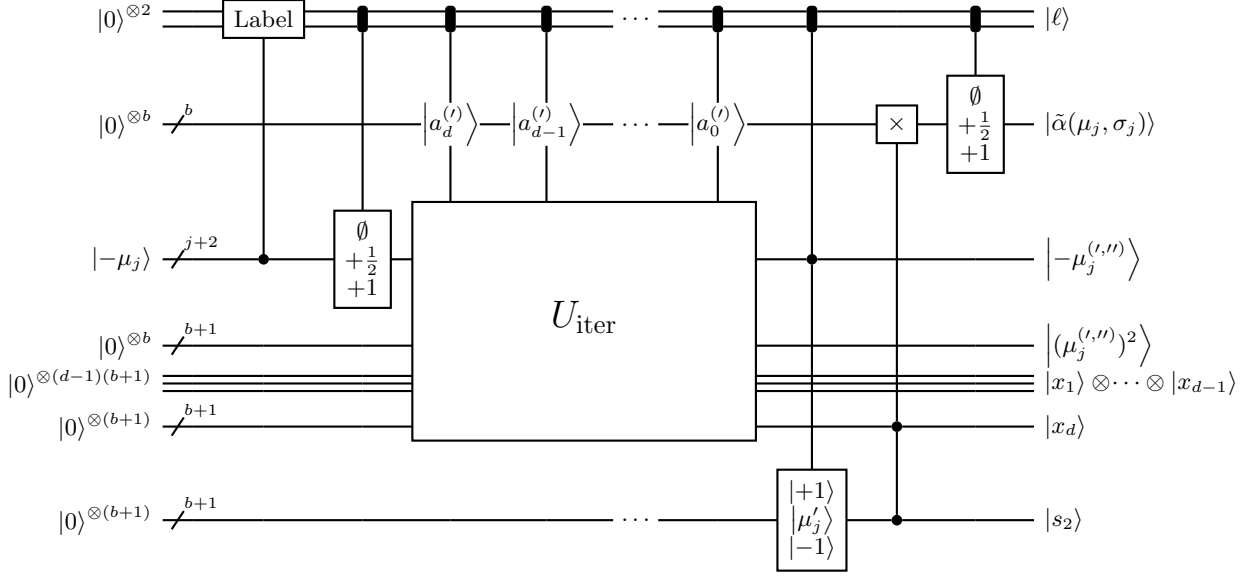 |0⟩^{⊗2} Label ··· |ℓ⟩
|0⟩^{⊗b} b |a_d^{(′)}⟩ |a_{d−1}^{(′)}⟩ ··· |a_0^{(′)}⟩ × ∅ +1/2 +1 |α̃(μ_j, σ_j)⟩
|−μ_j⟩ j+2 ∅ +1/2 +1 |−μ_j^{(′,″)}⟩
U_iter
|0⟩^{⊗b} b+1 |(μ_j^{(′,″)})^2⟩
|0⟩^{⊗(d−1)(b+1)} |x_1⟩ ⊗ ··· ⊗ |x_{d−1}⟩
|0⟩^{⊗(b+1)} b+1 |x_d⟩
|0⟩^{⊗(b+1)} b+1 ··· |+1⟩ |μ′_j⟩ |−1⟩ |s_2⟩